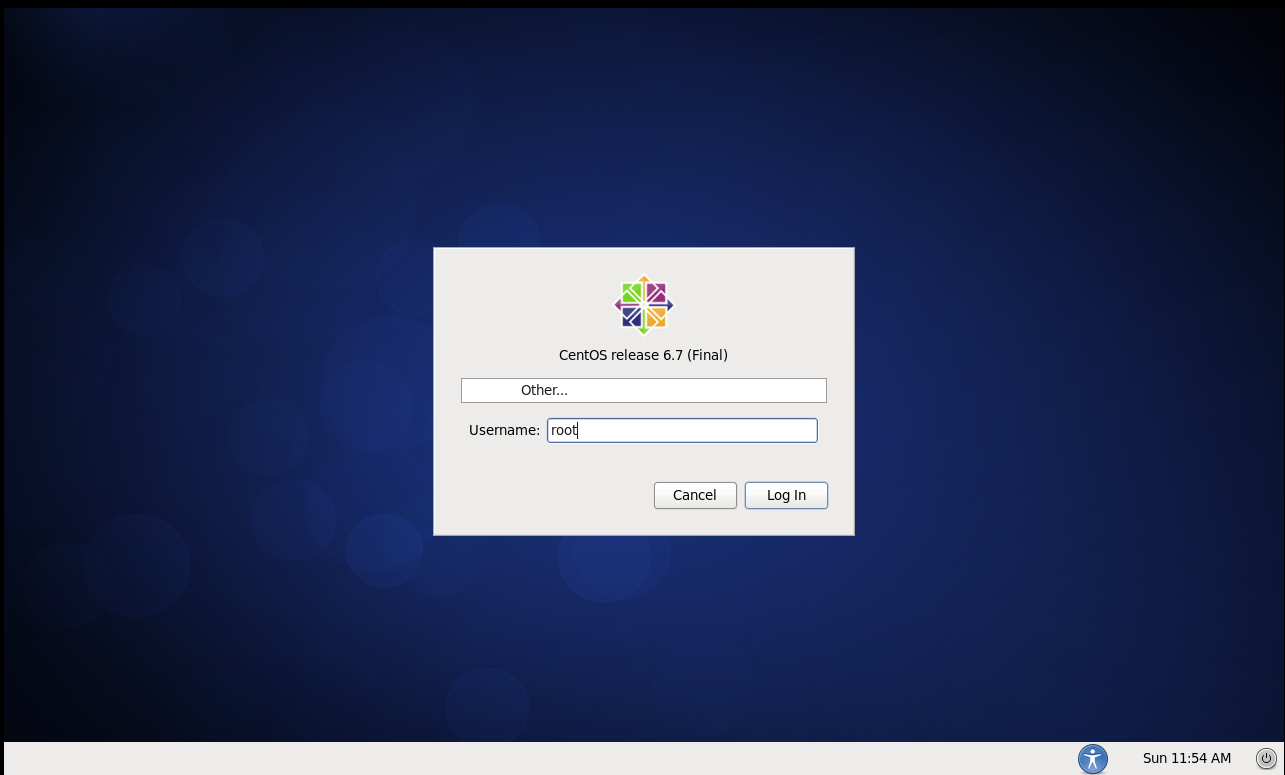 CentOS release 6.7 (Final)
Other...
Username: root
Cancel Log In
Sun 11:54 AM